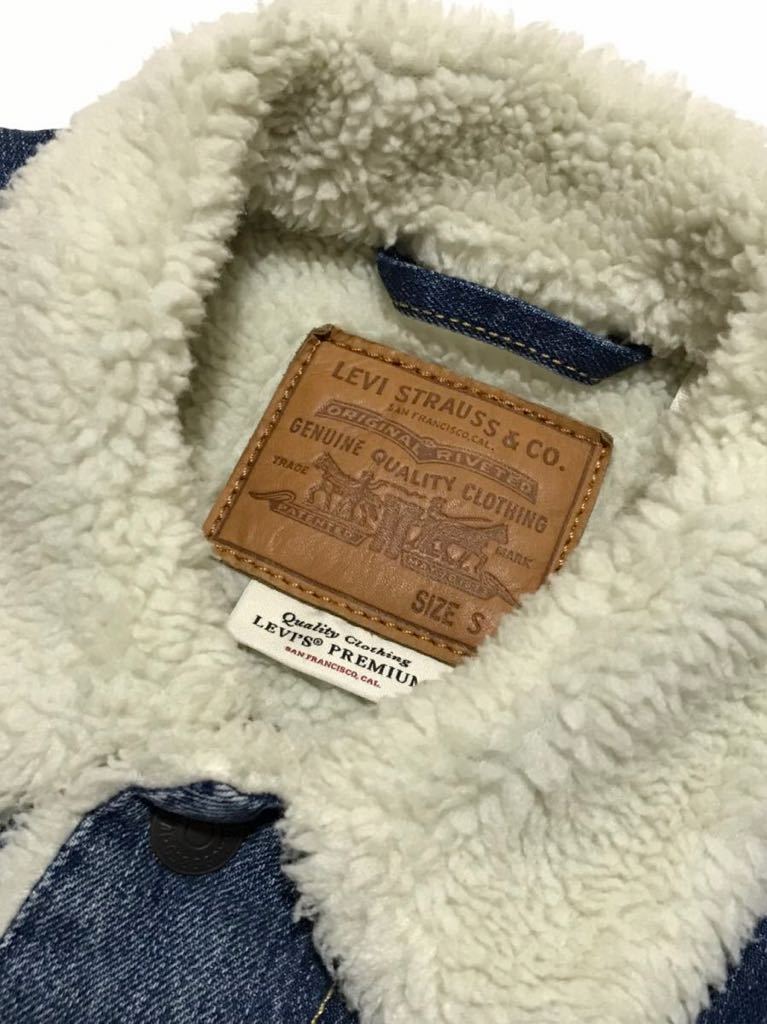 LEVI STRAUSS & CO.
SAN FRANCISCO, CAL.
ORIGINAL RIVETED
GENUINE QUALITY CLOTHING
TRADE MARK
PATENTED
SIZE S
Quality Clothing
LEVI'S® PREMIUM
SAN FRANCISCO, CAL.